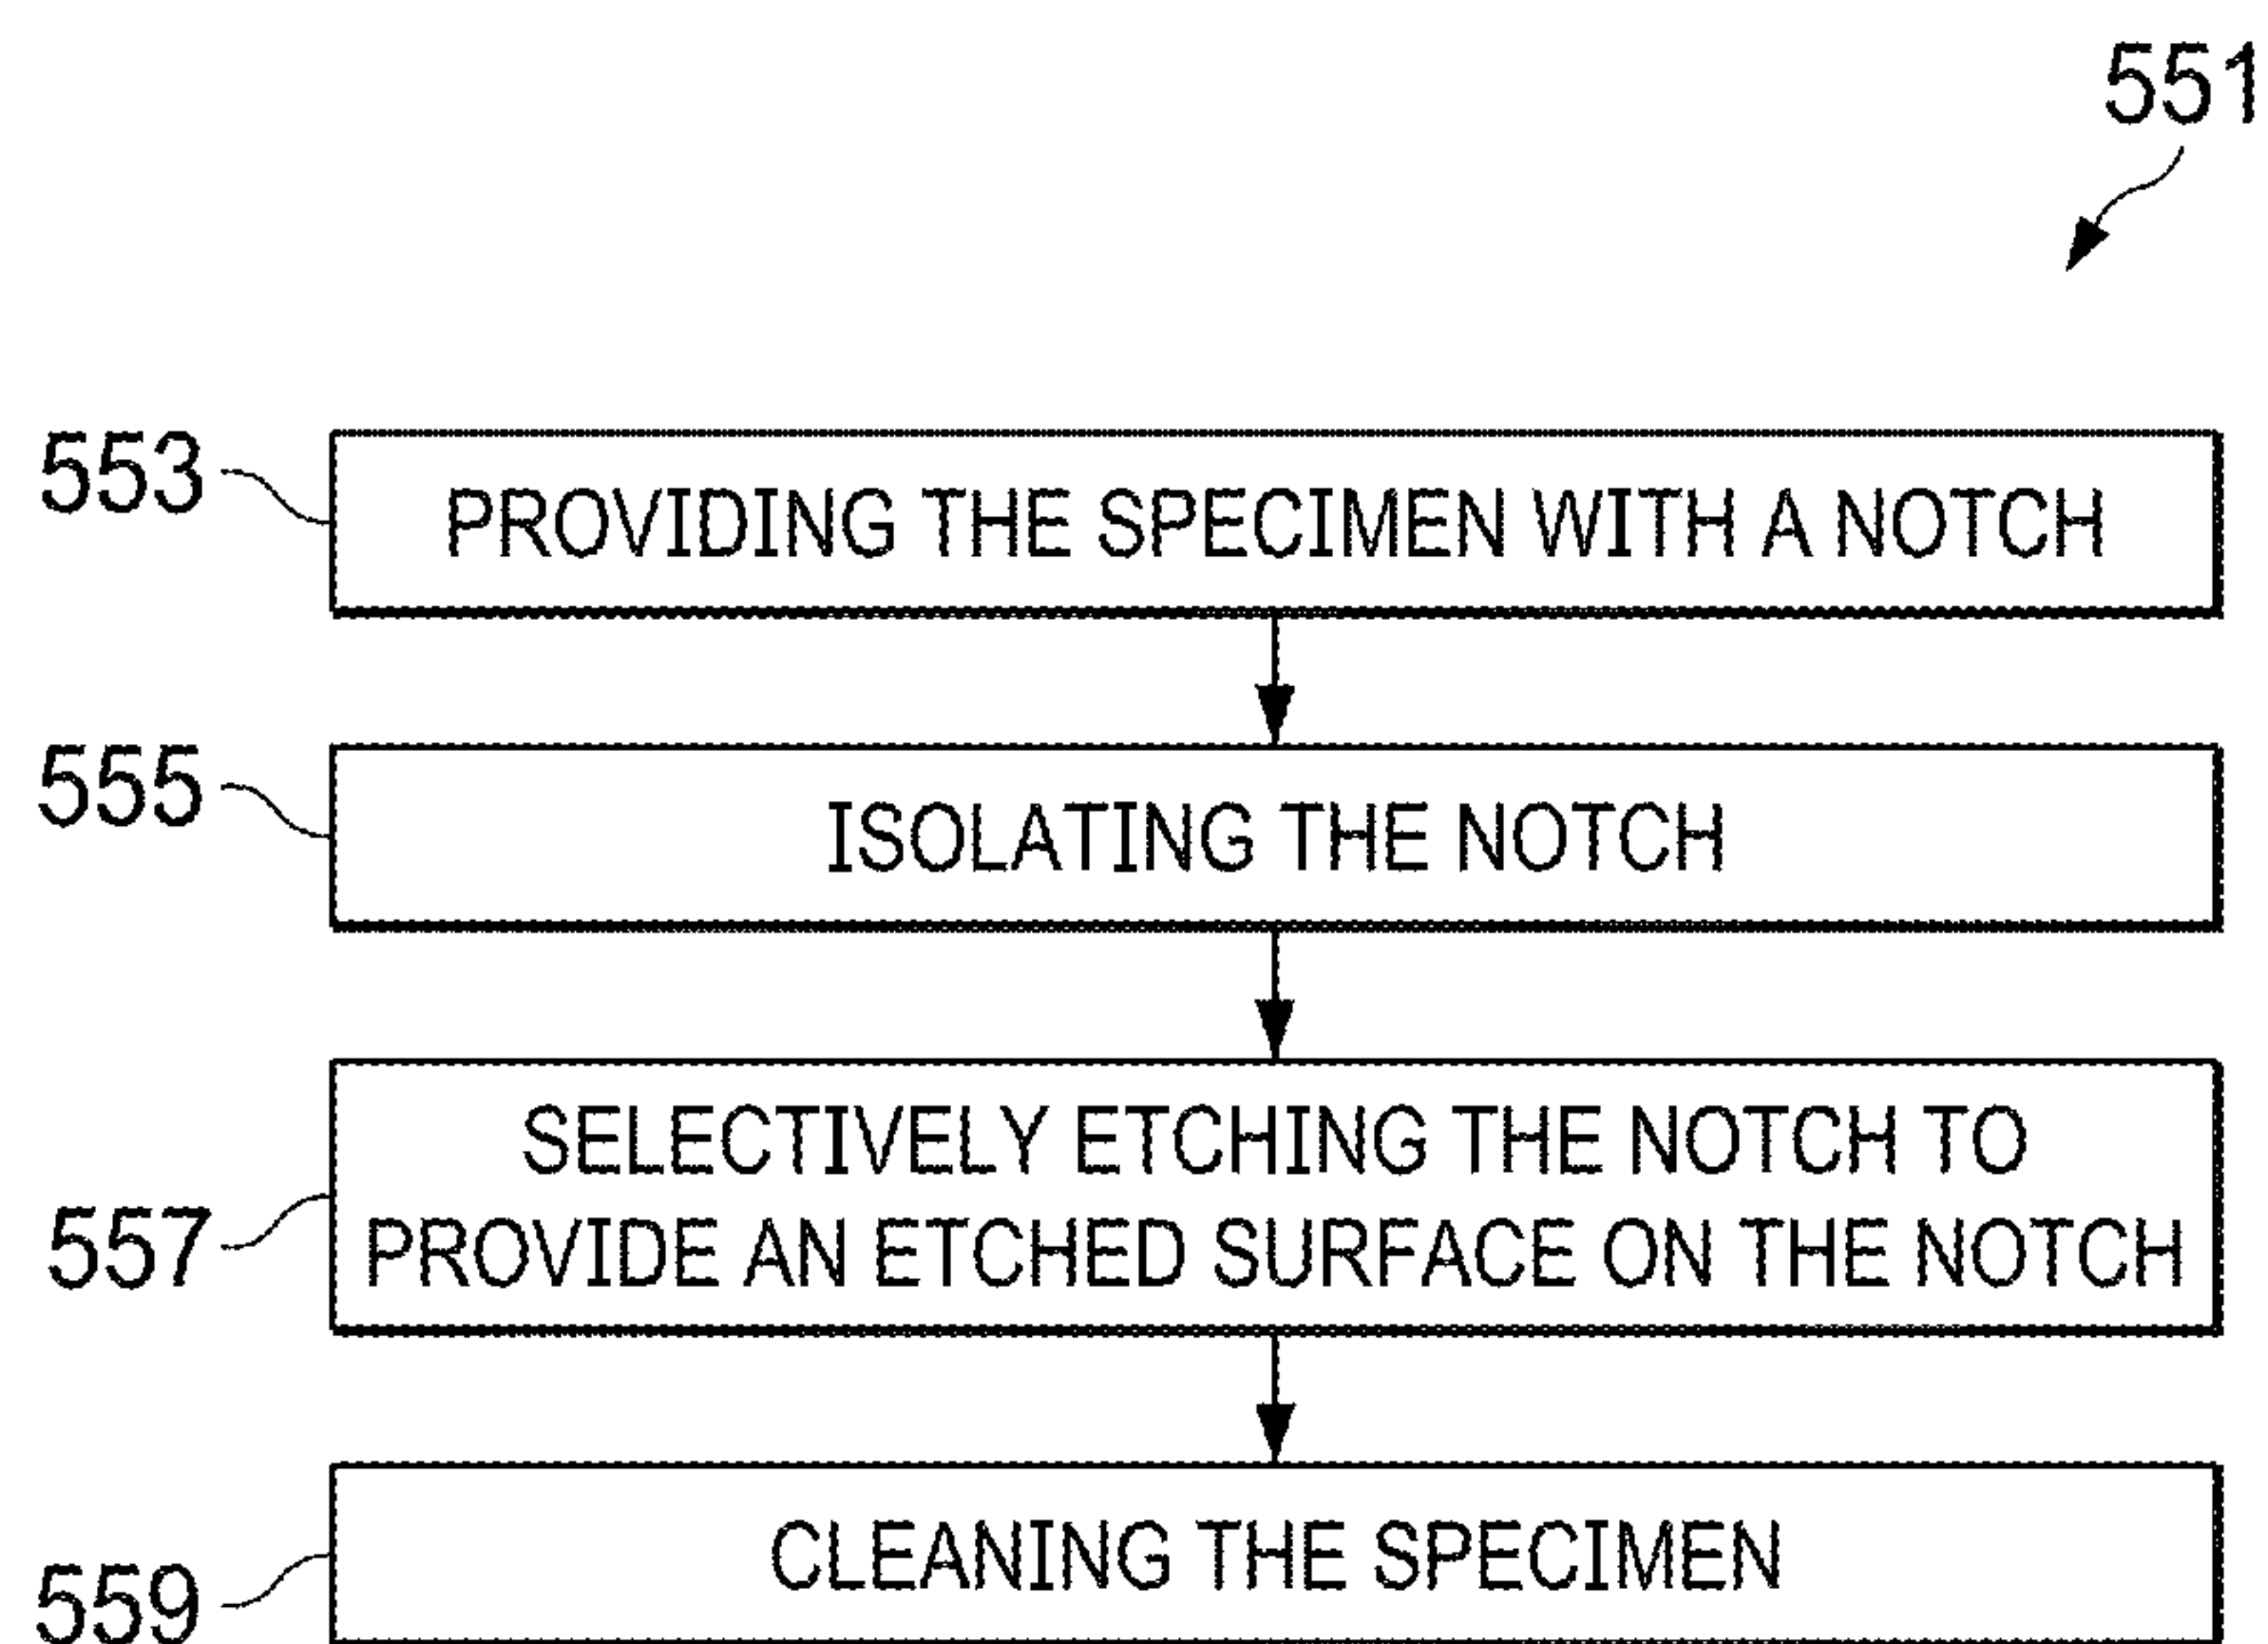 551
553
PROVIDING THE SPECIMEN WITH A NOTCH
555
ISOLATING THE NOTCH
557
SELECTIVELY ETCHING THE NOTCH TO
PROVIDE AN ETCHED SURFACE ON THE NOTCH
559
CLEANING THE SPECIMEN